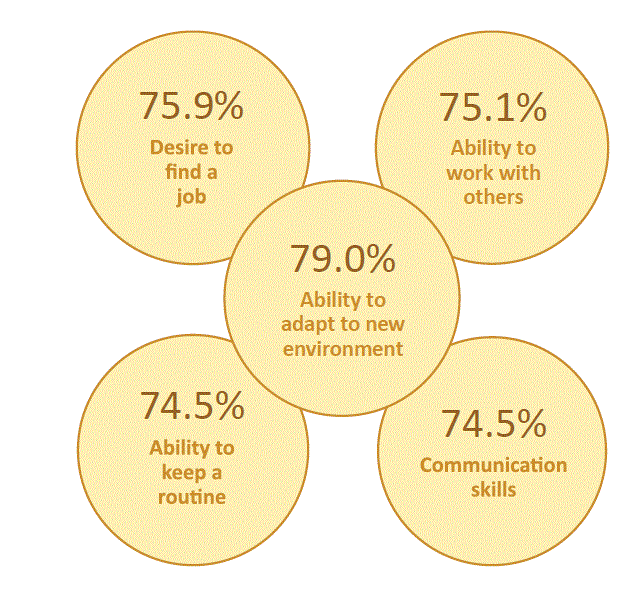 75.9%
Desire to
find a
job
75.1%
Ability to
work with
others
79.0%
Ability to
adapt to new
environment
74.5%
Ability to
keep a
routine
74.5%
Communication
skills